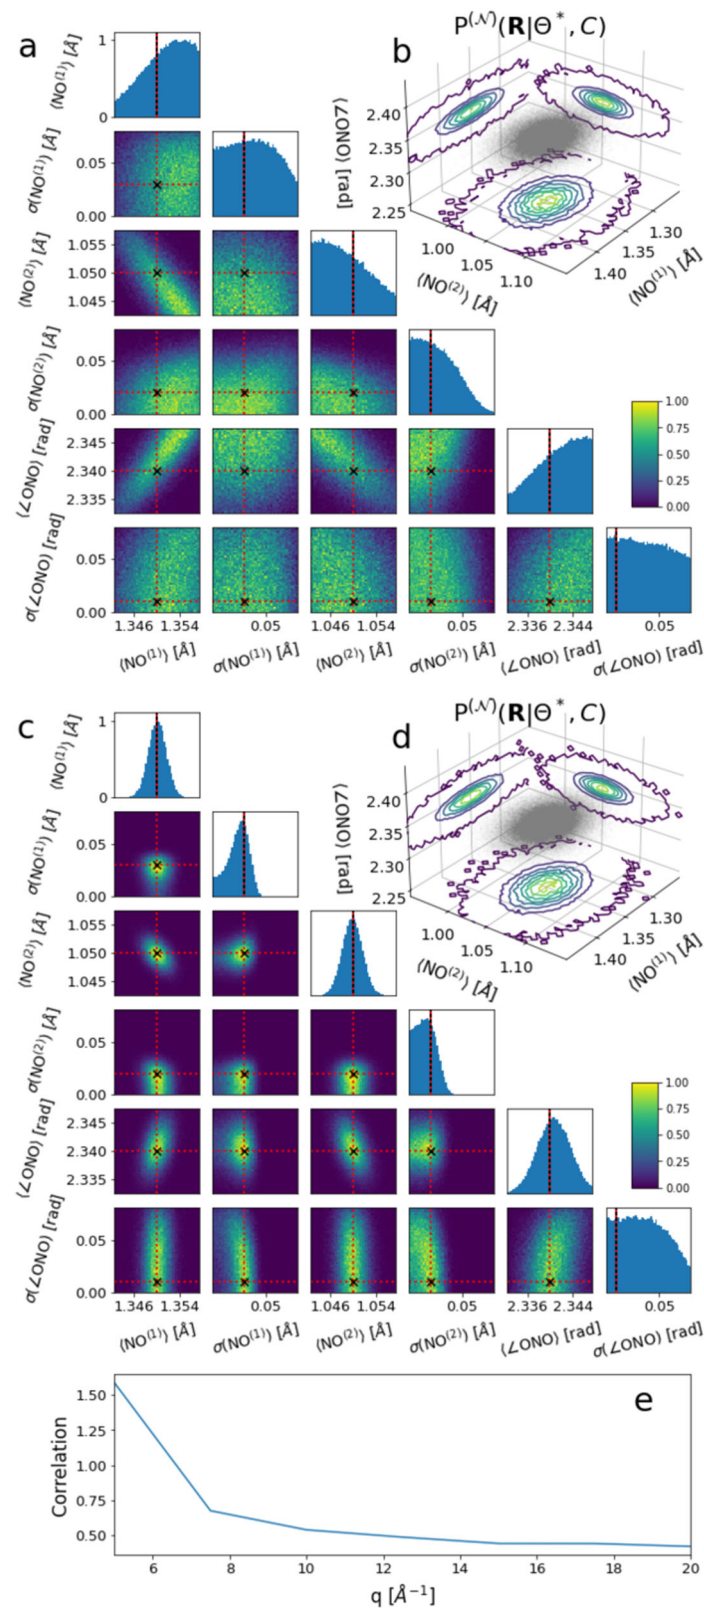 a
b
P⁽𝒩⁾(R|Θ*, C)
⟨NO⁽¹⁾⟩ [Å]
1
0
σ(NO⁽¹⁾) [Å]
0.05
0.00
⟨NO⁽²⁾⟩ [Å]
1.055
1.050
1.045
σ(NO⁽²⁾) [Å]
0.05
0.00
⟨∠ONO⟩ [rad]
2.345
2.340
2.335
σ(∠ONO) [rad]
0.05
0.00
⟨∠ONO⟩ [rad]
2.40
2.35
2.30
2.25
1.00
1.05
1.10
⟨NO⁽²⁾⟩ [Å]
1.30
1.35
1.40
⟨NO⁽¹⁾⟩ [Å]
1.00
0.75
0.50
0.25
0.00
1.346 1.354
0.05
1.046 1.054
0.05
2.336 2.344
0.05
⟨NO⁽¹⁾⟩ [Å]
σ(NO⁽¹⁾) [Å]
⟨NO⁽²⁾⟩ [Å]
σ(NO⁽²⁾) [Å]
⟨∠ONO⟩ [rad]
σ(∠ONO) [rad]
c
d
P⁽𝒩⁾(R|Θ*, C)
⟨NO⁽¹⁾⟩ [Å]
1
0
σ(NO⁽¹⁾) [Å]
0.05
0.00
⟨NO⁽²⁾⟩ [Å]
1.055
1.050
1.045
σ(NO⁽²⁾) [Å]
0.05
0.00
⟨∠ONO⟩ [rad]
2.345
2.340
2.335
σ(∠ONO) [rad]
0.05
0.00
⟨∠ONO⟩ [rad]
2.40
2.35
2.30
2.25
1.00
1.05
1.10
⟨NO⁽²⁾⟩ [Å]
1.30
1.35
1.40
⟨NO⁽¹⁾⟩ [Å]
1.00
0.75
0.50
0.25
0.00
1.346 1.354
0.05
1.046 1.054
0.05
2.336 2.344
0.05
⟨NO⁽¹⁾⟩ [Å]
σ(NO⁽¹⁾) [Å]
⟨NO⁽²⁾⟩ [Å]
σ(NO⁽²⁾) [Å]
⟨∠ONO⟩ [rad]
σ(∠ONO) [rad]
e
Correlation
1.50
1.25
1.00
0.75
0.50
6 8 10 12 14 16 18 20
q [Å⁻¹]